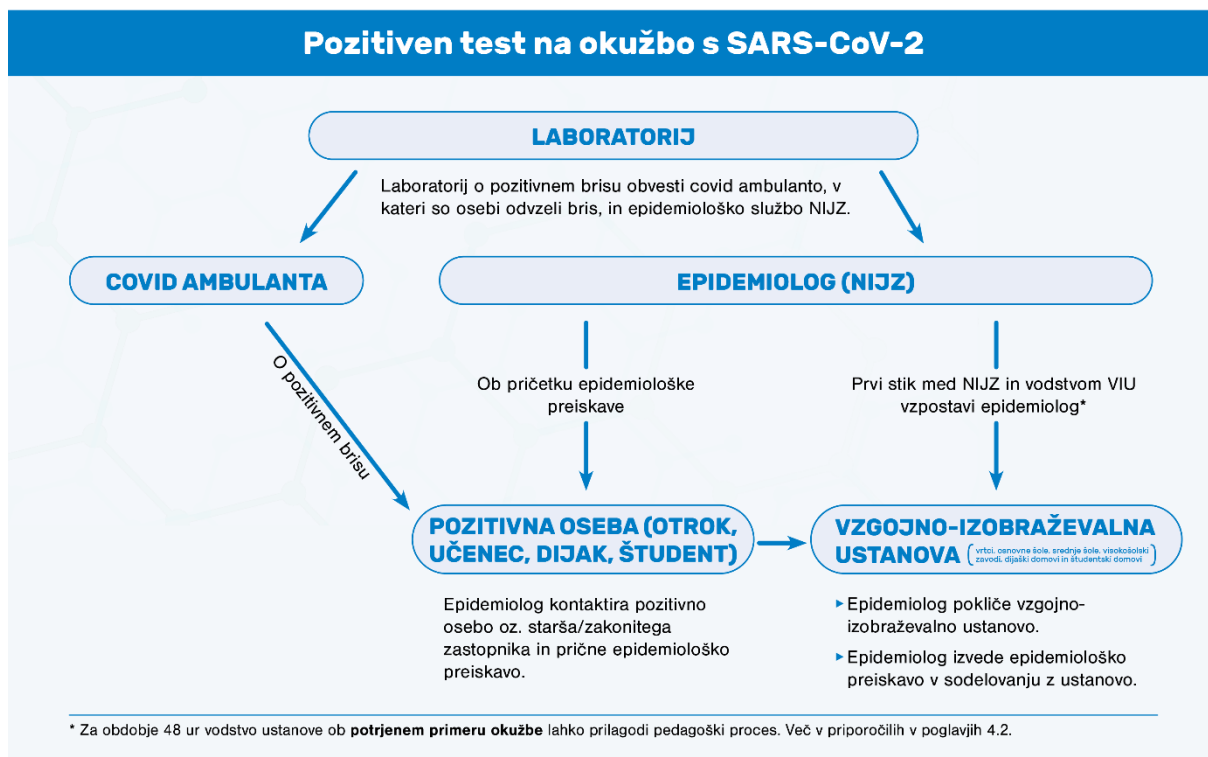 Pozitiven test na okužbo s SARS-CoV-2
LABORATORIJ
Laboratorij o pozitivnem brisu obvesti covid ambulanto, v
kateri so osebi odvzeli bris, in epidemiološko službo NIJZ.
COVID AMBULANTA
EPIDEMIOLOG (NIJZ)
O pozitivnem brisu
Ob pričetku epidemiološke
preiskave
Prvi stik med NIJZ in vodstvom VIU
vzpostavi epidemiolog*
POZITIVNA OSEBA (OTROK,
UČENEC, DIJAK, ŠTUDENT)
VZGOJNO-IZOBRAŽEVALNA
USTANOVA (vrtci, osnovne šole, srednje šole, visokošolski
zavodi, dijaški domovi in študentski domovi)
Epidemiolog kontaktira pozitivno
osebo oz. starša/zakonitega
zastopnika in prične epidemiološko
preiskavo.
▸ Epidemiolog pokliče vzgojno-
izobraževalno ustanovo.
▸ Epidemiolog izvede epidemiološko
preiskavo v sodelovanju z ustanovo.
* Za obdobje 48 ur vodstvo ustanove ob potrjenem primeru okužbe lahko prilagodi pedagoški proces. Več v priporočilih v poglavjih 4.2.